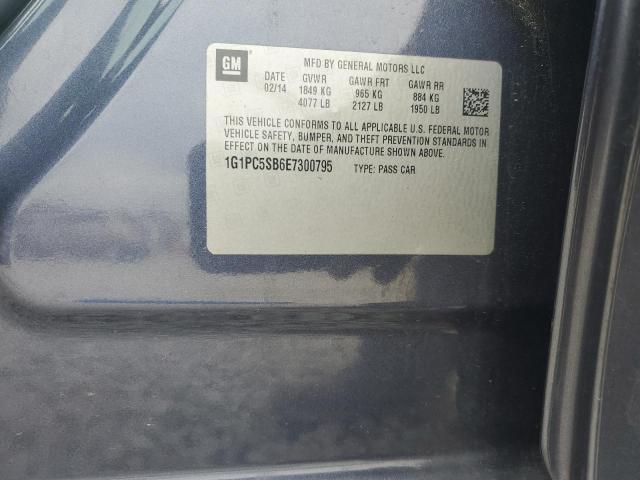 GM
MFD BY GENERAL MOTORS LLC
DATE GVWR GAWR FRT GAWR RR
02/14 1849 KG 965 KG 884 KG
4077 LB 2127 LB 1950 LB
THIS VEHICLE CONFORMS TO ALL APPLICABLE U.S. FEDERAL MOTOR
VEHICLE SAFETY, BUMPER, AND THEFT PREVENTION STANDARDS IN
EFFECT ON THE DATE OF MANUFACTURE SHOWN ABOVE.
1G1PC5SB6E7300795 TYPE: PASS CAR